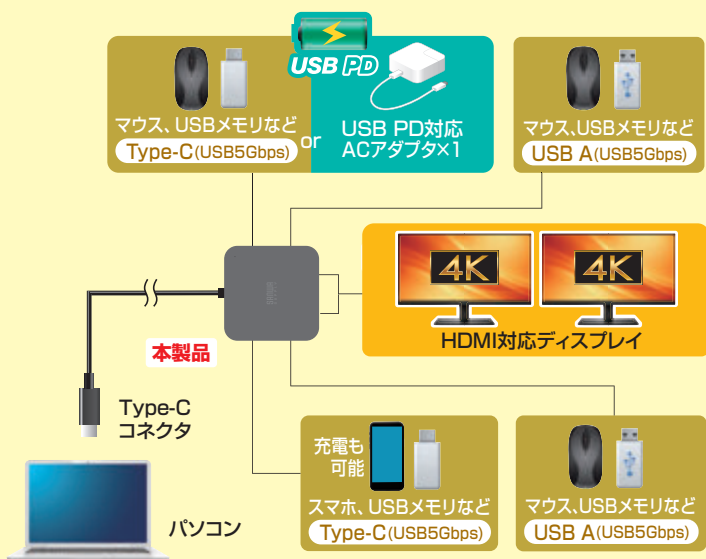 USB PD
マウス、USBメモリなど
Type-C(USB5Gbps)
or
USB PD対応
ACアダプタ×1
マウス、USBメモリなど
USB A(USB5Gbps)
4K
4K
HDMI対応ディスプレイ
本製品
Type-C
コネクタ
パソコン
充電も
可能
スマホ、USBメモリなど
Type-C(USB5Gbps)
マウス、USBメモリなど
USB A(USB5Gbps)